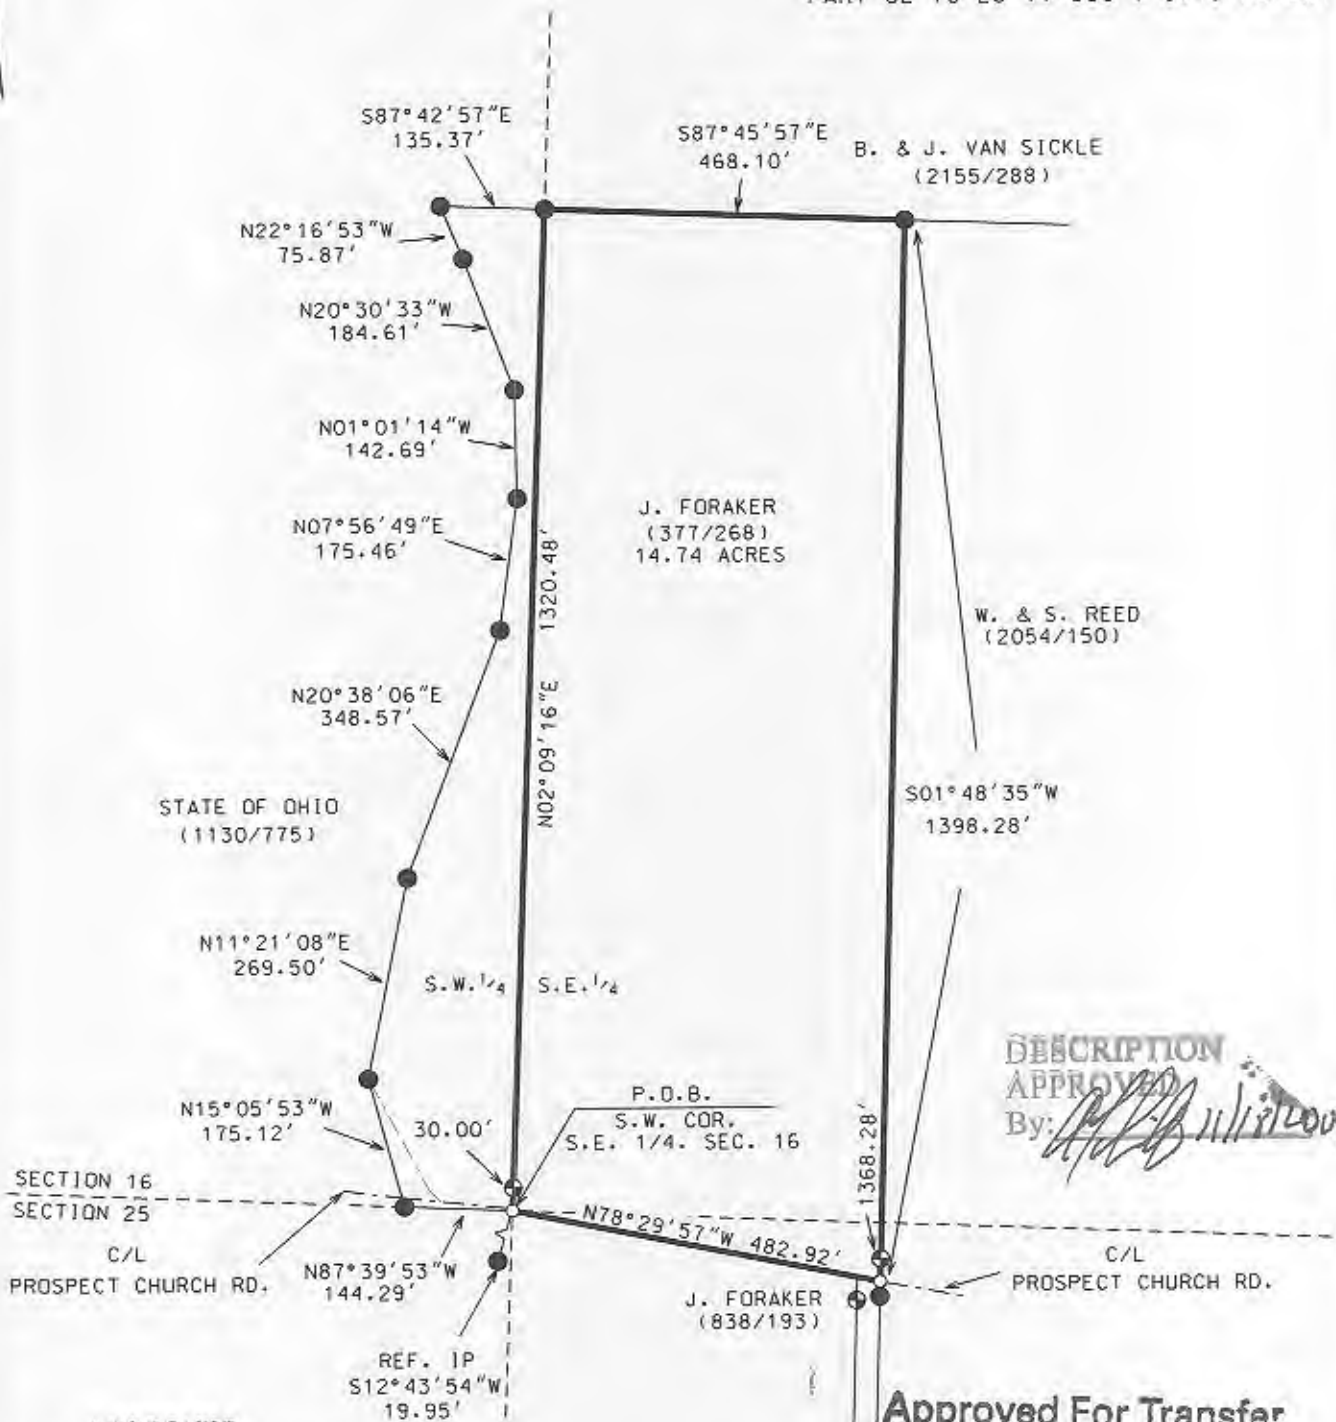 S87°42'57"E
135.37'
S87°45'57"E
468.10'
B. & J. VAN SICKLE
(2155/288)
N22°16'53"W
75.87'
N20°30'33"W
184.61'
N01°01'14"W
142.69'
J. FORAKER
(377/268)
14.74 ACRES
N07°56'49"E
175.46'
N02°09'16"E 1320.48'
W. & S. REED
(2054/150)
N20°38'06"E
348.57'
STATE OF OHIO
(1130/775)
S01°48'35"W
1398.28'
N11°21'08"E
269.50'
S.W.1/4
S.E.1/4
DESCRIPTION
APPROVED
By:
N15°05'53"W
175.12'
30.00'
P.O.B.
S.W. COR.
S.E. 1/4. SEC. 16
1368.28'
SECTION 16
SECTION 25
N78°29'57"W 482.92'
C/L
PROSPECT CHURCH RD.
N87°39'53"W
144.29'
C/L
PROSPECT CHURCH RD.
J. FORAKER
(838/193)
REF. IP
S12°43'54"W
19.95'
Approved For Transfer